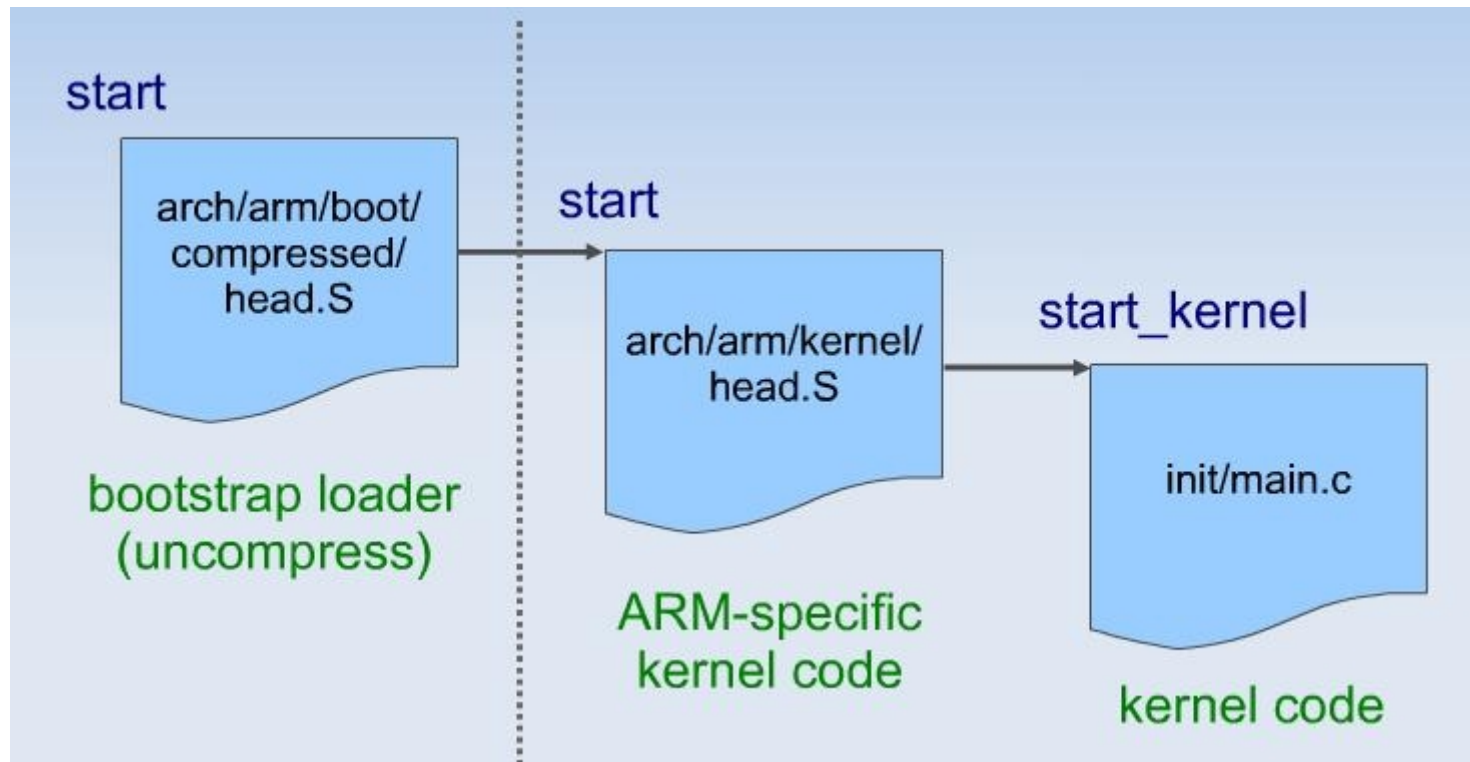 start
arch/arm/boot/
compressed/
head.S
bootstrap loader
(uncompress)
start
arch/arm/kernel/
head.S
ARM-specific
kernel code
start_kernel
init/main.c
kernel code